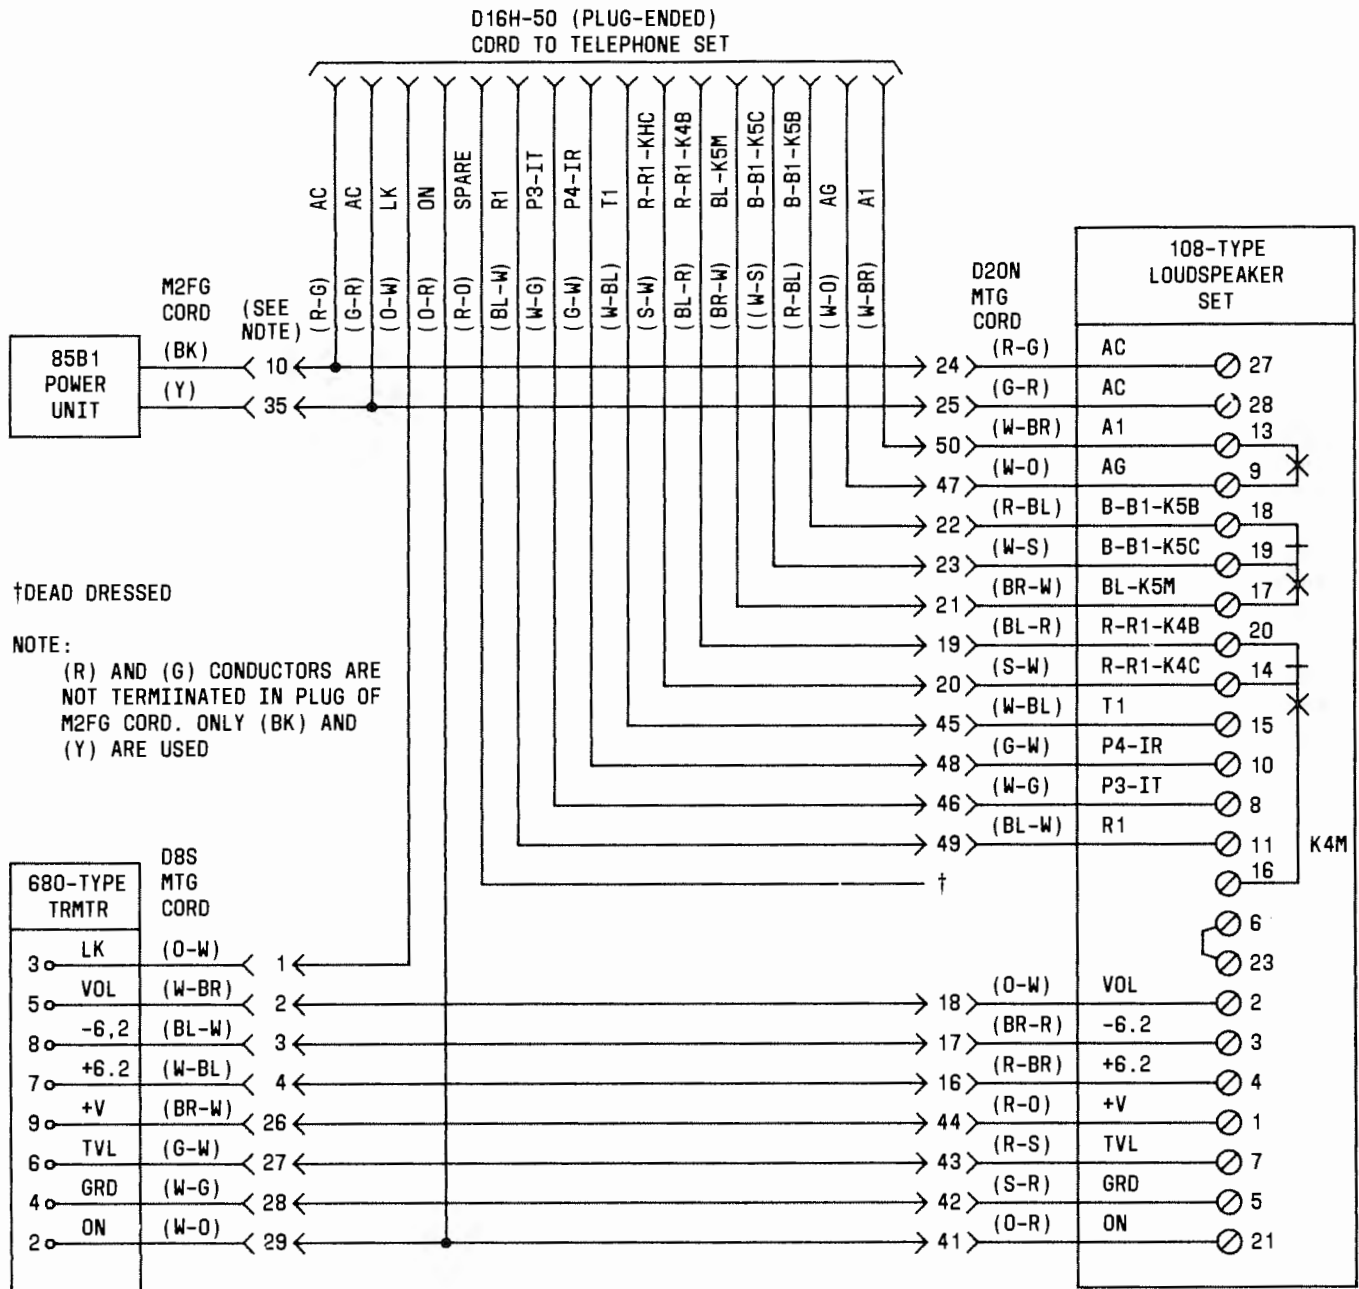 D16H-50 (PLUG-ENDED)
CDRD TO TELEPHONE SET
(R-G) AC
(G-R) AC
(O-W) LK
(O-R) ON
(R-O) SPARE
(BL-W) R1
(W-G) P3-IT
(G-W) P4-IR
(W-BL) T1
(S-W) R-R1-KHC
(BL-R) R-R1-K4B
(BR-W) BL-K5M
((W-S) B-B1-K5C
(R-BL) B-B1-K5B
(W-O) AG
(W-BR) A1
M2FG
CORD
(SEE
NDTE)
D20N
MTG
CORD
108-TYPE
LOUDSPEAKER
SET
85B1
POWER
UNIT
(BK) 10 24 (R-G) AC 27
(Y) 35 25 (G-R) AC 28
50 (W-BR) A1 13
47 (W-O) AG 9
22 (R-BL) B-B1-K5B 18
23 (W-S) B-B1-K5C 19
21 (BR-W) BL-K5M 17
19 (BL-R) R-R1-K4B 20
20 (S-W) R-R1-K4C 14
45 (W-BL) T1 15
48 (G-W) P4-IR 10
46 (W-G) P3-IT 8
49 (BL-W) R1 11 K4M
† 16
6
23
†DEAD DRESSED
NOTE:
(R) AND (G) CONDUCTORS ARE
NOT TERMIINATED IN PLUG OF
M2FG CORD. ONLY (BK) AND
(Y) ARE USED
680-TYPE
TRMTR
D8S
MTG
CORD
3 LK (O-W) 1
5 VOL (W-BR) 2 18 (O-W) VOL 2
8 -6,2 (BL-W) 3 17 (BR-R) -6.2 3
7 +6.2 (W-BL) 4 16 (R-BR) +6.2 4
9 +V (BR-W) 26 44 (R-O) +V 1
6 TVL (G-W) 27 43 (R-S) TVL 7
4 GRD (W-G) 28 42 (S-R) GRD 5
2 ON (W-O) 29 41 (O-R) ON 21